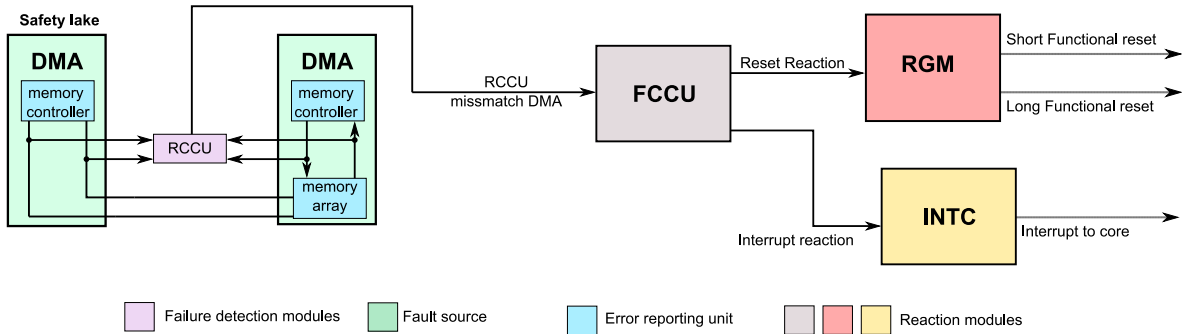 Safety lake
DMA
memory
controller
RCCU
DMA
memory
controller
memory
array
RCCU
missmatch DMA
FCCU
Reset Reaction
Interrupt reaction
RGM
Short Functional reset
Long Functional reset
INTC
Interrupt to core
Failure detection modules
Fault source
Error reporting unit
Reaction modules